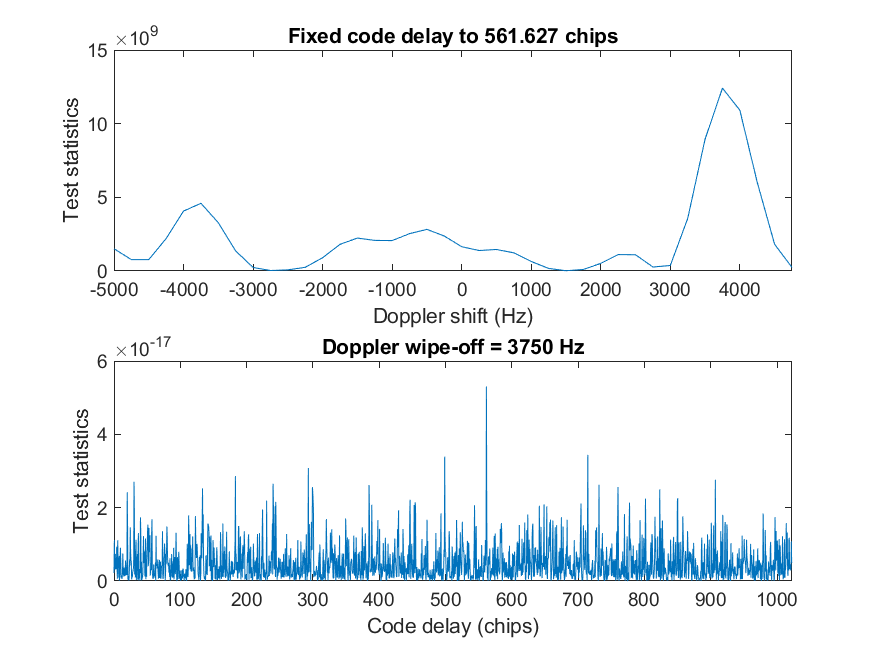 Fixed code delay to 561.627 chips
×10^9
15
10
5
0
Test statistics
-5000 -4000 -3000 -2000 -1000 0 1000 2000 3000 4000
Doppler shift (Hz)
Doppler wipe-off = 3750 Hz
×10^-17
6
4
2
0
Test statistics
0 100 200 300 400 500 600 700 800 900 1000
Code delay (chips)